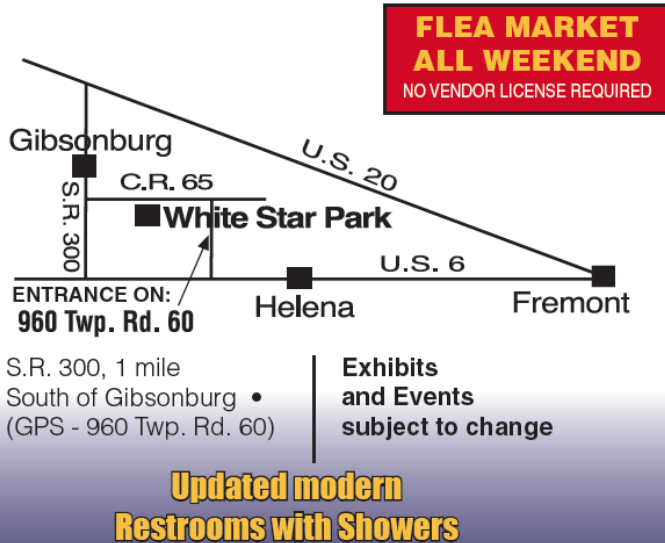 FLEA MARKET
ALL WEEKEND
NO VENDOR LICENSE REQUIRED
Gibsonburg
U.S. 20
C.R. 65
S.R. 300
White Star Park
U.S. 6
ENTRANCE ON:
960 Twp. Rd. 60
Helena
Fremont
S.R. 300, 1 mile
South of Gibsonburg •
(GPS - 960 Twp. Rd. 60)
Exhibits
and Events
subject to change
Updated modern
Restrooms with Showers